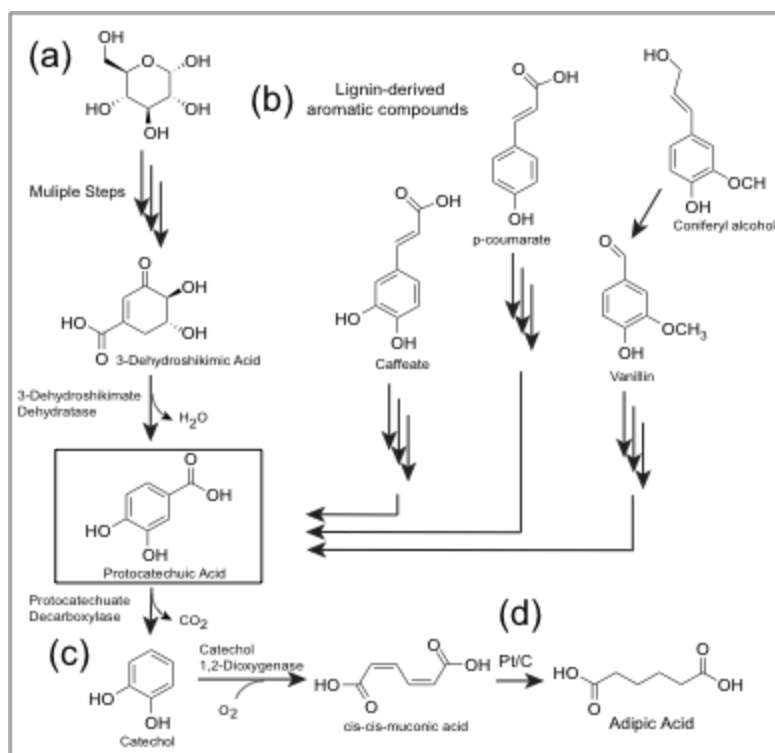 (a)
OH
HO
O
OH
HO
OH
OH
Muliple Steps
O
OH
HO
OH
O
3-Dehydroshikimic Acid
3-Dehydroshikimate
Dehydratase
H2O
O
OH
HO
OH
Protocatechuic Acid
Protocatechuate
Decarboxylase
CO2
(b)
Lignin-derived
aromatic compounds
O
OH
HO
OH
Caffeate
O
OH
OH
p-coumarate
HO
OCH
OH
Coniferyl alcohol
O
OCH3
OH
Vanillin
(c)
HO
OH
Catechol
Catechol
1,2-Dioxygenase
O2
O
OH
HO
O
cis-cis-muconic acid
(d)
Pt/C
O
HO
OH
O
Adipic Acid